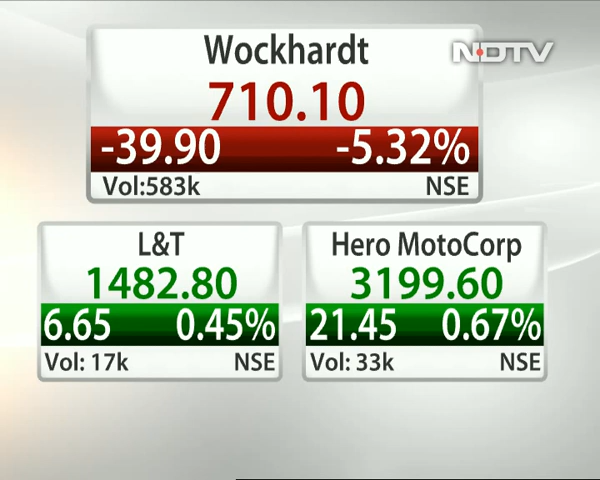 Wockhardt
NDTV
710.10
-39.90 -5.32%
Vol:583k NSE
L&T
1482.80
6.65 0.45%
Vol: 17k NSE
Hero MotoCorp
3199.60
21.45 0.67%
Vol: 33k NSE